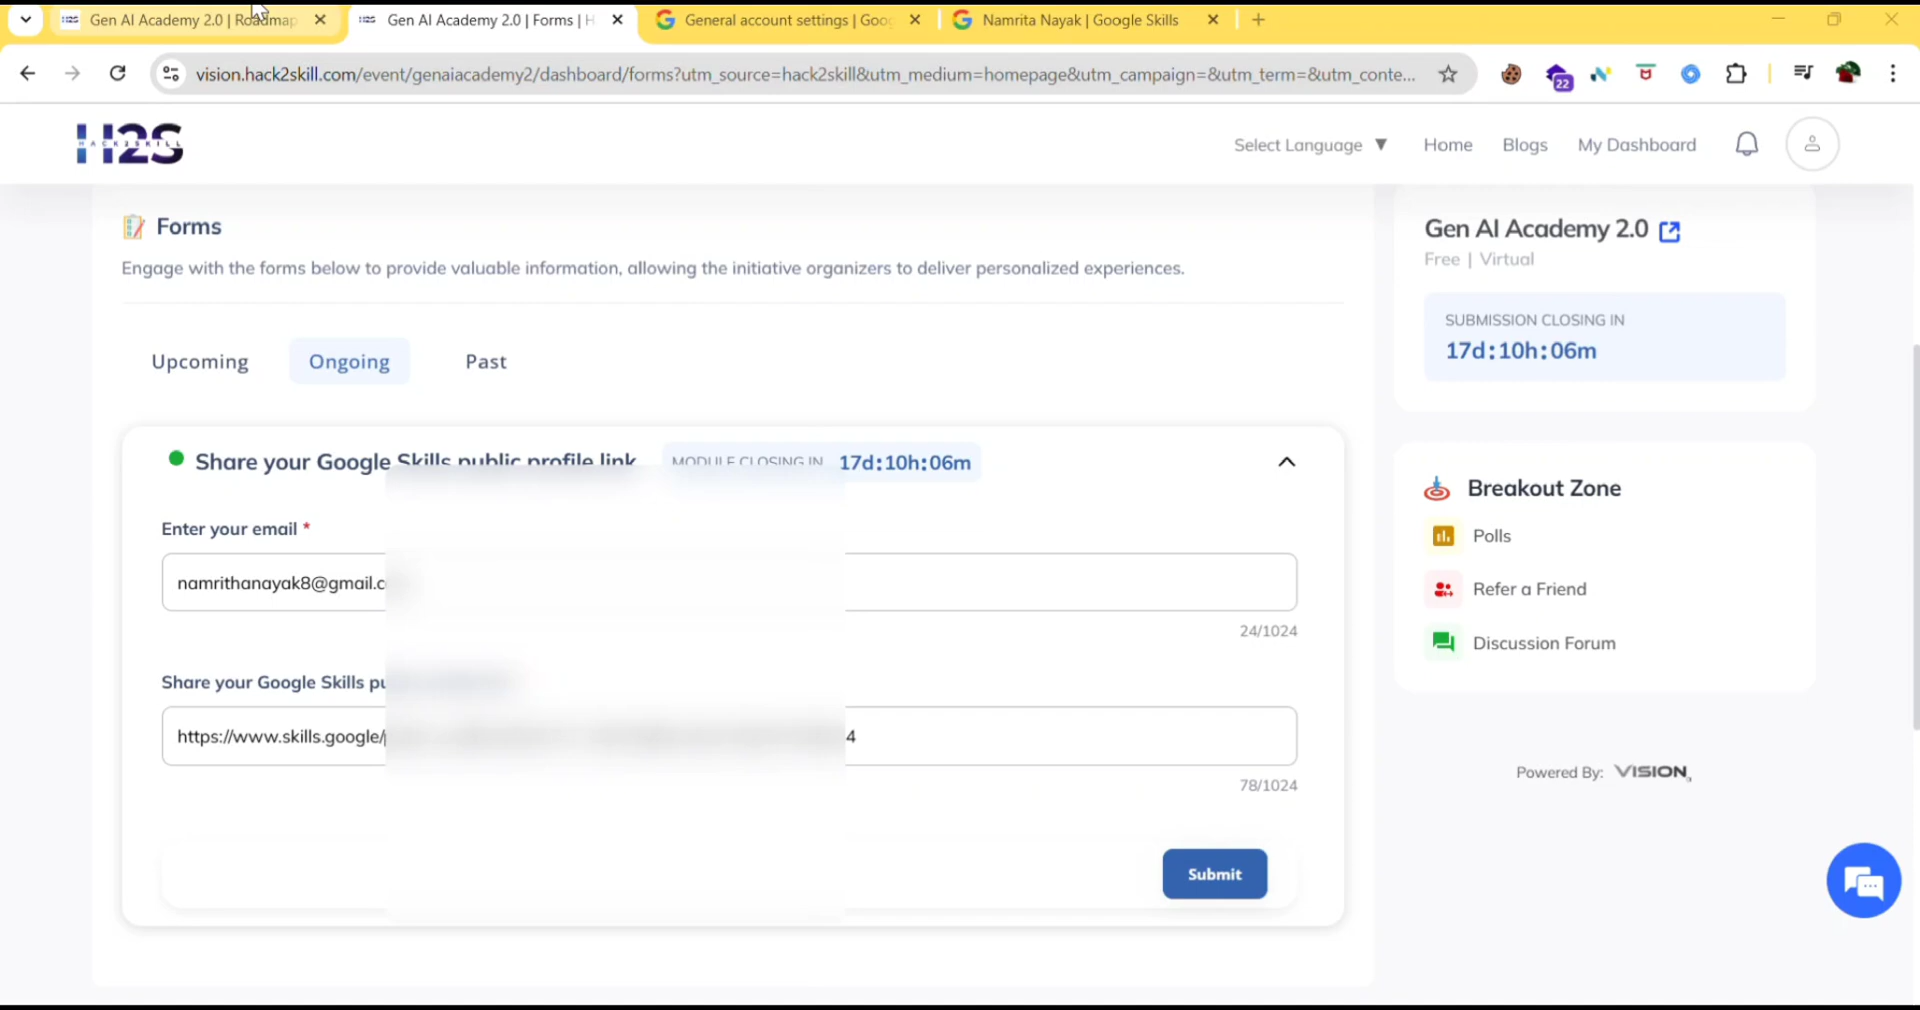 Gen AI Academy 2.0 | Roadmap
Gen AI Academy 2.0 | Forms | H
General account settings | Goog
Namrita Nayak | Google Skills
vision.hack2skill.com/event/genaiacademy2/dashboard/forms?utm_source=hack2skill&utm_medium=homepage&utm_campaign=&utm_term=&utm_conte...
22
H2S
HACK2SKILL
Select Language ▼
Home
Blogs
My Dashboard
Forms
Engage with the forms below to provide valuable information, allowing the initiative organizers to deliver personalized experiences.
Upcoming
Ongoing
Past
Share your Google Skills public profile link
MODULE CLOSING IN 17d:10h:06m
Enter your email *
namrithanayak8@gmail.c
24/1024
Share your Google Skills pu
https://www.skills.google/
4
78/1024
Submit
Gen AI Academy 2.0
Free | Virtual
SUBMISSION CLOSING IN
17d:10h:06m
Breakout Zone
Polls
Refer a Friend
Discussion Forum
Powered By: VISION